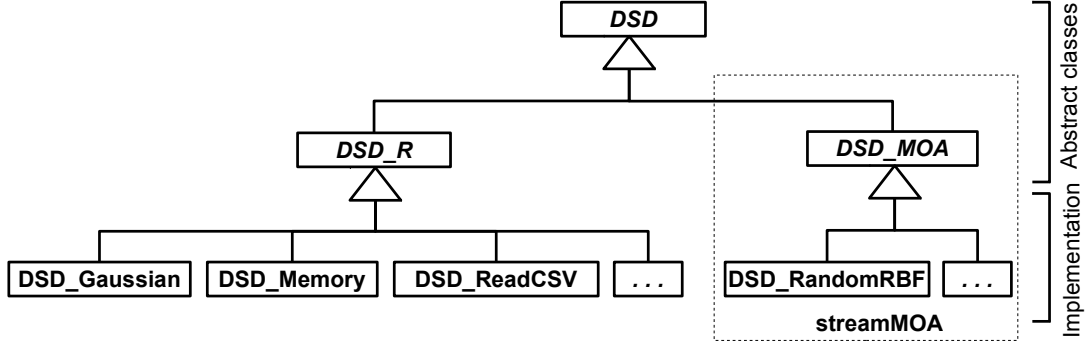 DSD
Abstract classes
DSD_R
DSD_MOA
Implementation
DSD_Gaussian
DSD_Memory
DSD_ReadCSV
. . .
DSD_RandomRBF
. . .
streamMOA